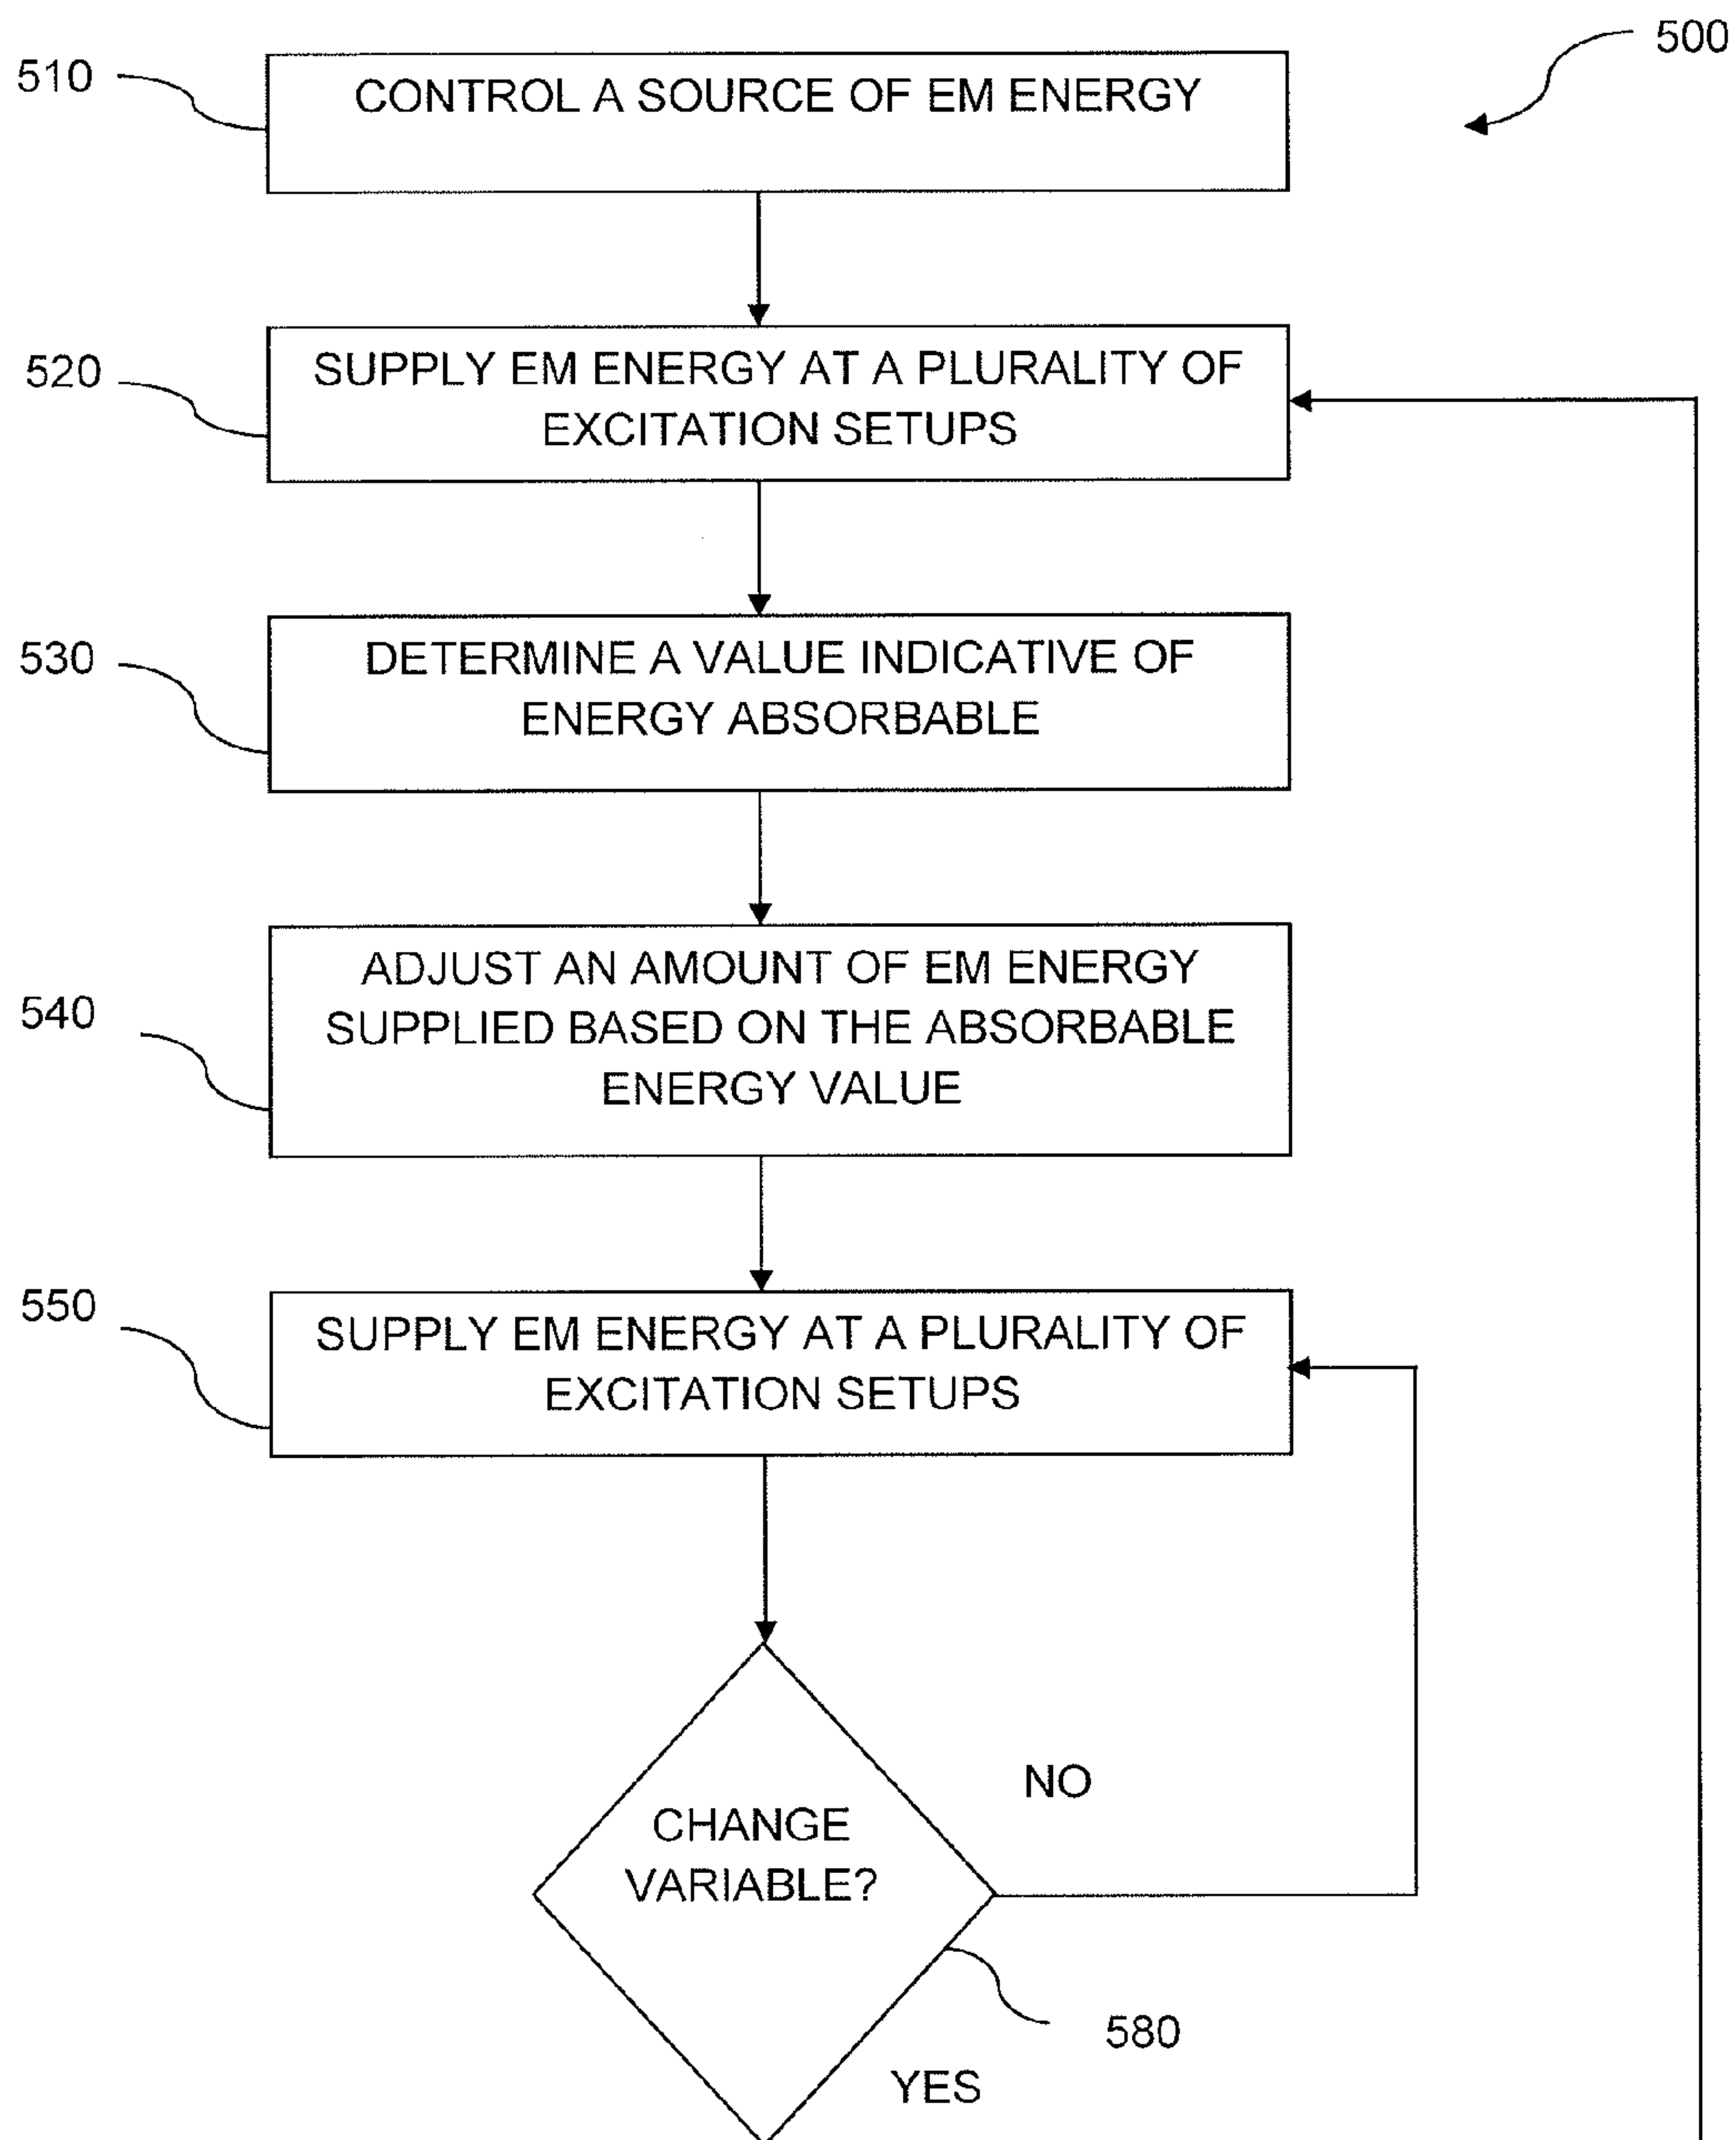 500
510
CONTROL A SOURCE OF EM ENERGY
520
SUPPLY EM ENERGY AT A PLURALITY OF
EXCITATION SETUPS
530
DETERMINE A VALUE INDICATIVE OF
ENERGY ABSORBABLE
540
ADJUST AN AMOUNT OF EM ENERGY
SUPPLIED BASED ON THE ABSORBABLE
ENERGY VALUE
550
SUPPLY EM ENERGY AT A PLURALITY OF
EXCITATION SETUPS
CHANGE
VARIABLE?
NO
580
YES